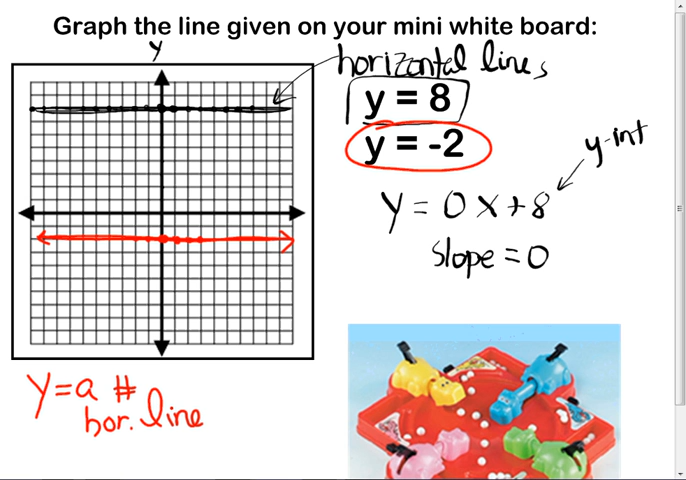 Graph the line given on your mini white board:
y
horizontal lines
y = 8
y = -2
y-int
y = 0x+8
slope = 0
y=a #
hor. line